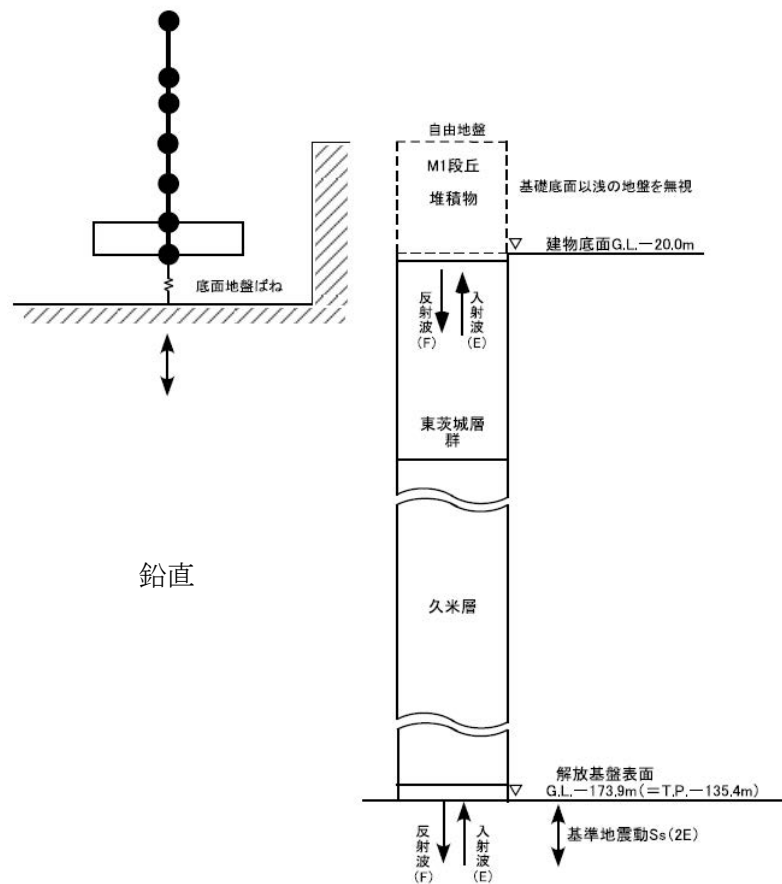 自由地盤
M1段丘
堆積物
基礎底面以浅の地盤を無視
建物底面G.L.－20.0m
底面地盤ばね
反射波(F)
入射波(E)
東茨城層
群
鉛直
久米層
解放基盤表面
G.L.－173.9m(＝T.P.－135.4m)
反射波(F)
入射波(E)
基準地震動Ss(2E)